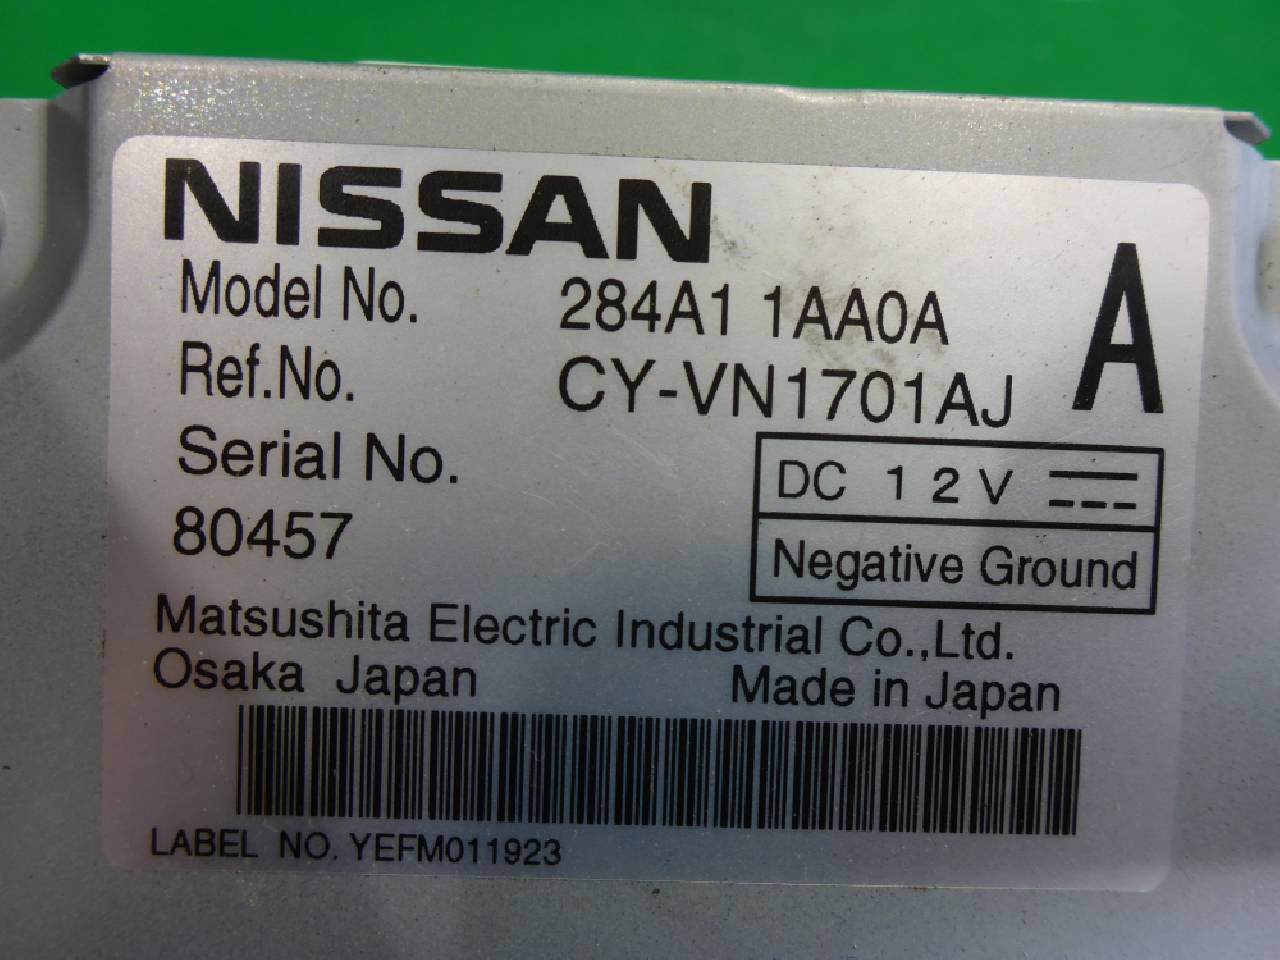 NISSAN
Model No. 284A1 1AA0A
Ref.No. CY-VN1701AJ
A
Serial No.
80457
DC 12V
Negative Ground
Matsushita Electric Industrial Co.,Ltd.
Osaka Japan Made in Japan
LABEL NO. YEFM011923